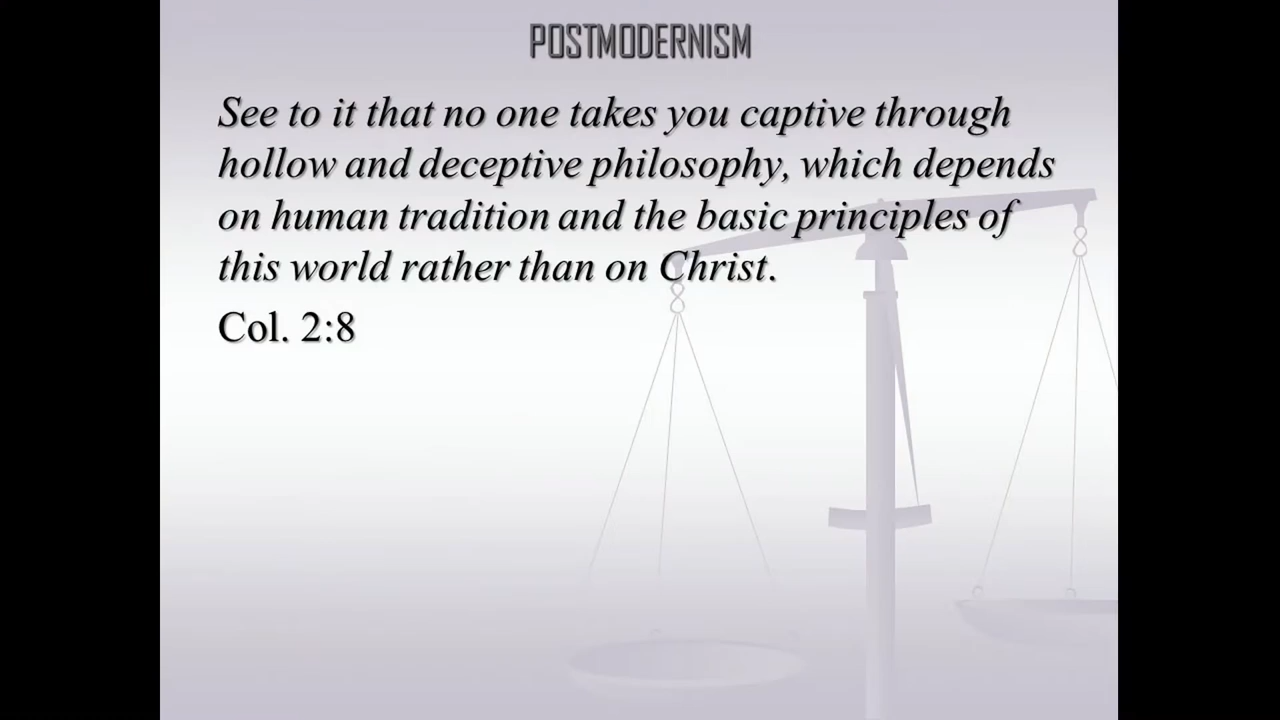 POSTMODERNISM
See to it that no one takes you captive through
hollow and deceptive philosophy, which depends
on human tradition and the basic principles of
this world rather than on Christ.
Col. 2:8